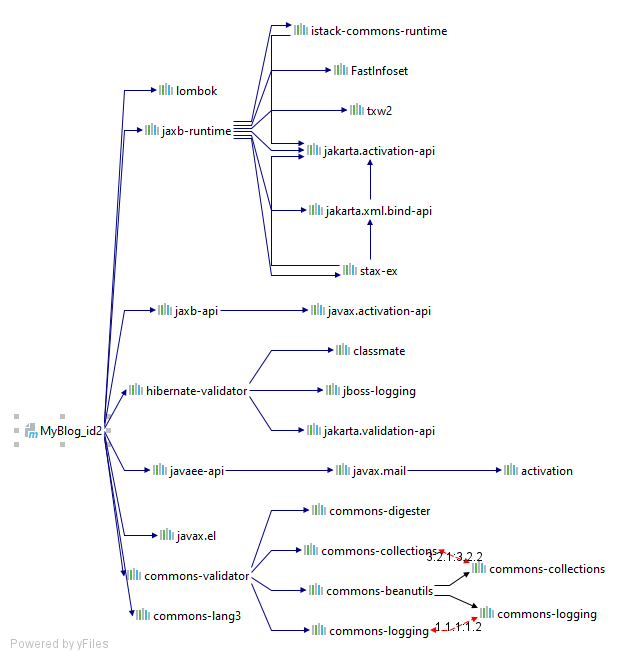 istack-commons-runtime
FastInfoset
lombok
txw2
jaxb-runtime
jakarta.activation-api
jakarta.xml.bind-api
stax-ex
jaxb-api
javax.activation-api
classmate
hibernate-validator
jboss-logging
MyBlog_id2
jakarta.validation-api
javaee-api
javax.mail
activation
commons-digester
javax.el
commons-collections
3.2.1:3.2.2
commons-collections
commons-validator
commons-beanutils
commons-lang3
commons-logging
commons-logging
1.1.1:1.2
Powered by yFiles